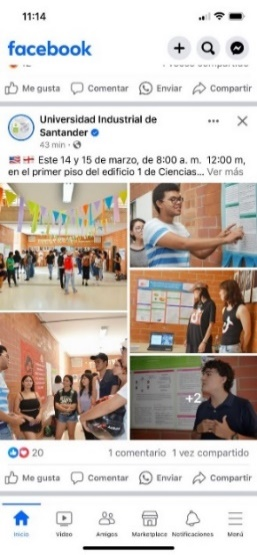 11:14
facebook
Me gusta Comentar Enviar Compartir
Universidad Industrial de
Santander
43 min
Este 14 y 15 de marzo, de 8:00 a. m. 12:00 m,
en el primer piso del edificio 1 de Ciencias... Ver más
+2
20 1 comentario 1 vez compartido
Me gusta Comentar Enviar Compartir
Inicio Video Amigos Marketplace Notificaciones Menú